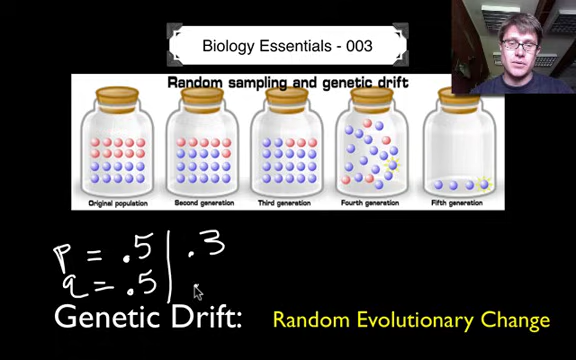 Biology Essentials - 003
Random sampling and genetic drift
Original population
Second generation
Third generation
Fourth generation
Fifth generation
p = .5 | .3
q = .5 | .
Genetic Drift: Random Evolutionary Change